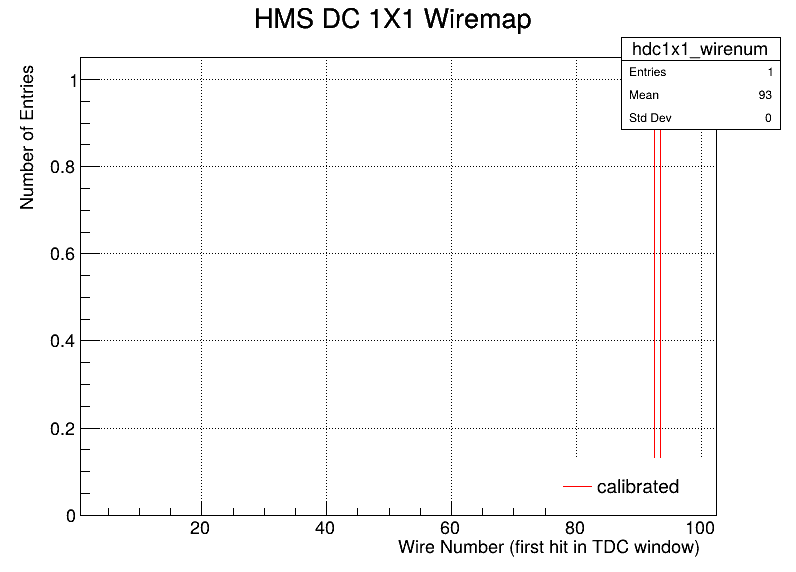 HMS DC 1X1 Wiremap
hdc1x1_wirenum
Entries 1
Mean 93
Std Dev 0
Number of Entries
1
0.8
0.6
0.4
0.2
0
calibrated
20 40 60 80 100
Wire Number (first hit in TDC window)